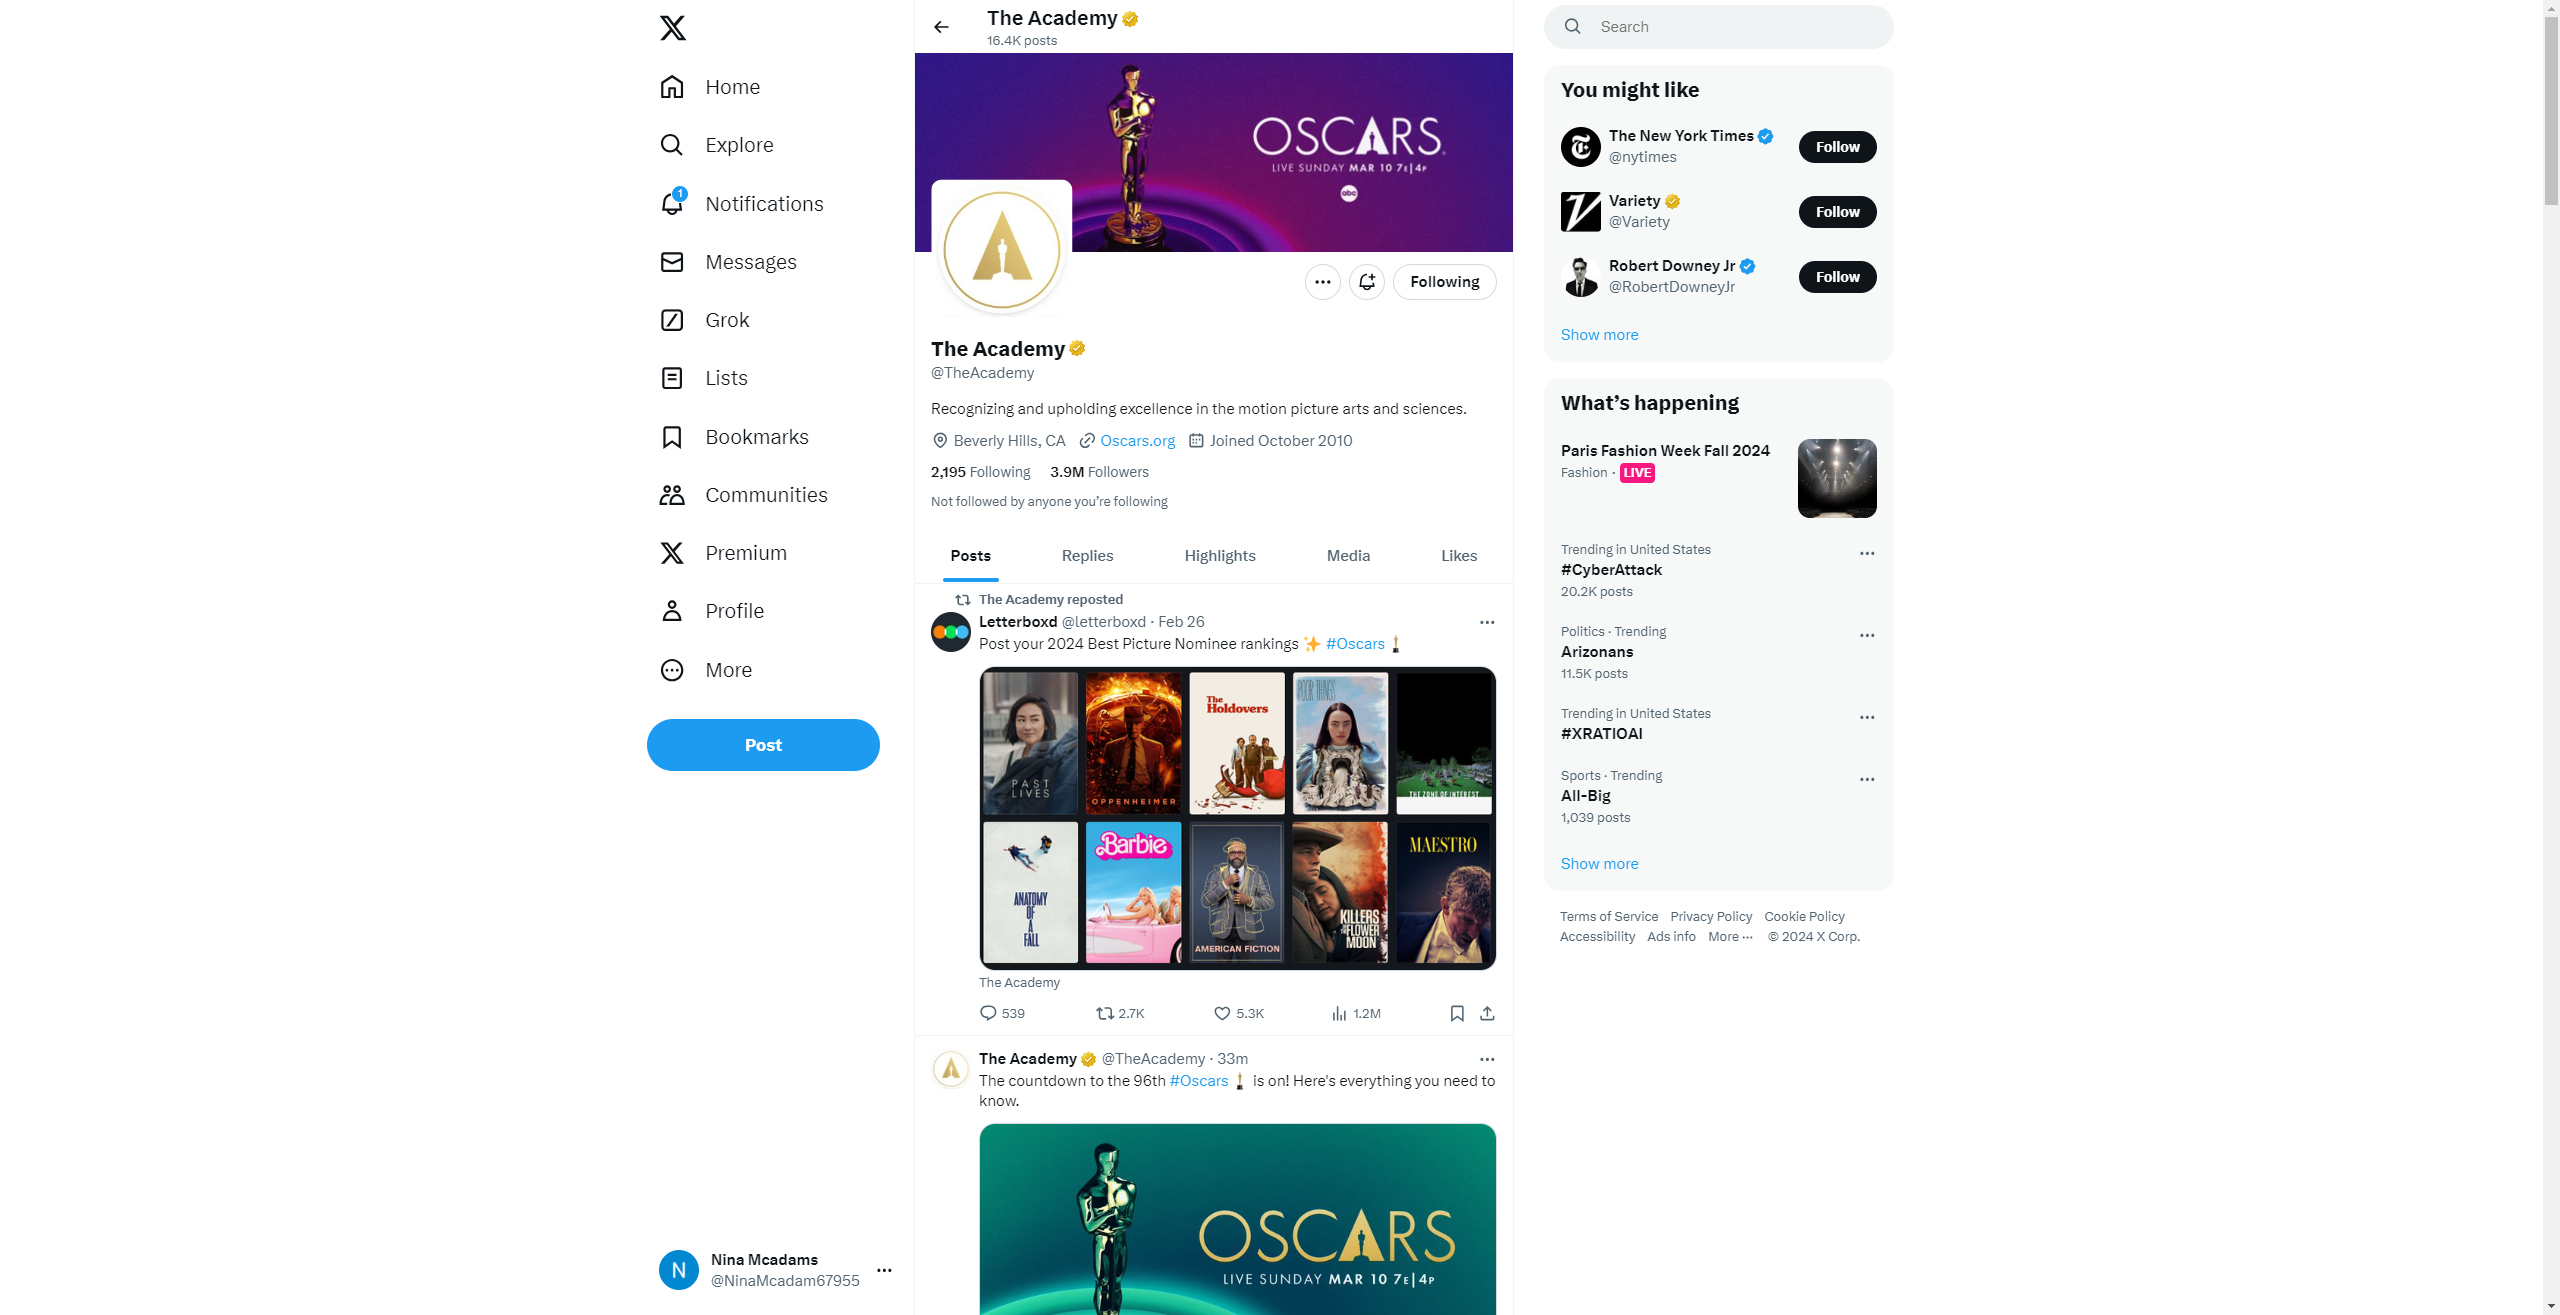 Home
Explore
1
Notifications
Messages
Grok
Lists
Bookmarks
Communities
Premium
Profile
More
Post
Nina Mcadams
@NinaMcadam67955
N
The Academy
16.4K posts
OSCARS
LIVE SUNDAY MAR 10 7E|4P
abc
Following
The Academy
@TheAcademy
Recognizing and upholding excellence in the motion picture arts and sciences.
Beverly Hills, CA Oscars.org Joined October 2010
2,195 Following 3.9M Followers
Not followed by anyone you're following
Posts Replies Highlights Media Likes
The Academy reposted
Letterboxd @letterboxd · Feb 26
Post your 2024 Best Picture Nominee rankings ✨ #Oscars
PAST
LIVES
OPPENHEIMER
The
Holdovers
POOR THINGS
THE ZONE OF INTEREST
ANATOMY
OF
A
FALL
Barbie
AMERICAN FICTION
KILLERS
OF THE FLOWER
MOON
MAESTRO
The Academy
539 2.7K 5.3K 1.2M
The Academy @TheAcademy · 33m
The countdown to the 96th #Oscars is on! Here's everything you need to
know.
OSCARS
LIVE SUNDAY MAR 10 7E|4P
Search
You might like
The New York Times
@nytimes
Follow
Variety
@Variety
Follow
Robert Downey Jr
@RobertDowneyJr
Follow
Show more
What's happening
Paris Fashion Week Fall 2024
Fashion · LIVE
Trending in United States
#CyberAttack
20.2K posts
Politics · Trending
Arizonans
11.5K posts
Trending in United States
#XRATIOAI
Sports · Trending
All-Big
1,039 posts
Show more
Terms of Service Privacy Policy Cookie Policy
Accessibility Ads info More ··· © 2024 X Corp.